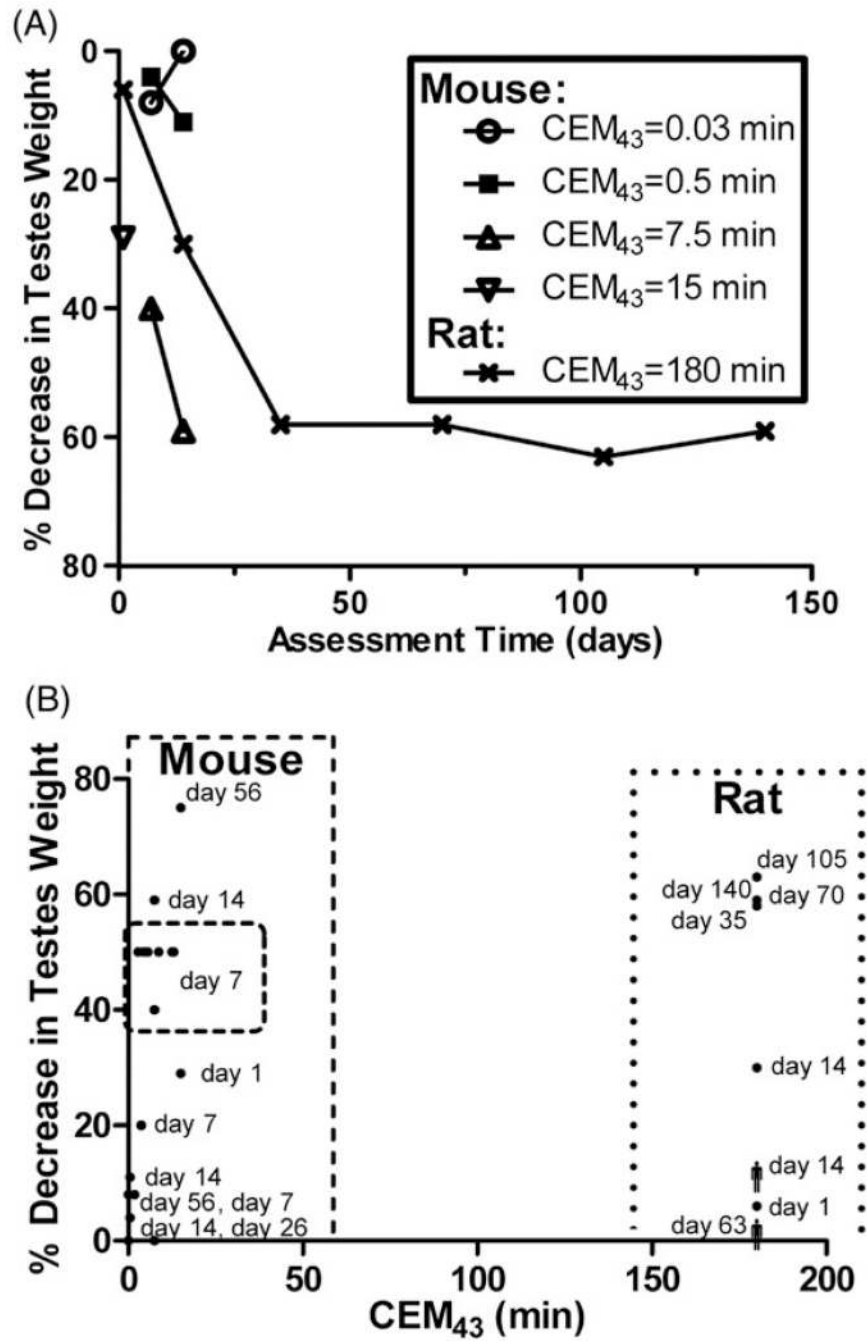 (A)
% Decrease in Testes Weight
0
20
40
60
80
0 50 100 150
Assessment Time (days)
Mouse:
CEM43=0.03 min
CEM43=0.5 min
CEM43=7.5 min
CEM43=15 min
Rat:
CEM43=180 min
(B)
% Decrease in Testes Weight
80
60
40
20
0
0 50 100 150 200
CEM43 (min)
Mouse
day 56
day 14
day 7
day 1
day 7
day 14
day 56, day 7
day 14, day 26
Rat
day 105
day 140
day 70
day 35
day 14
day 14
day 1
day 63